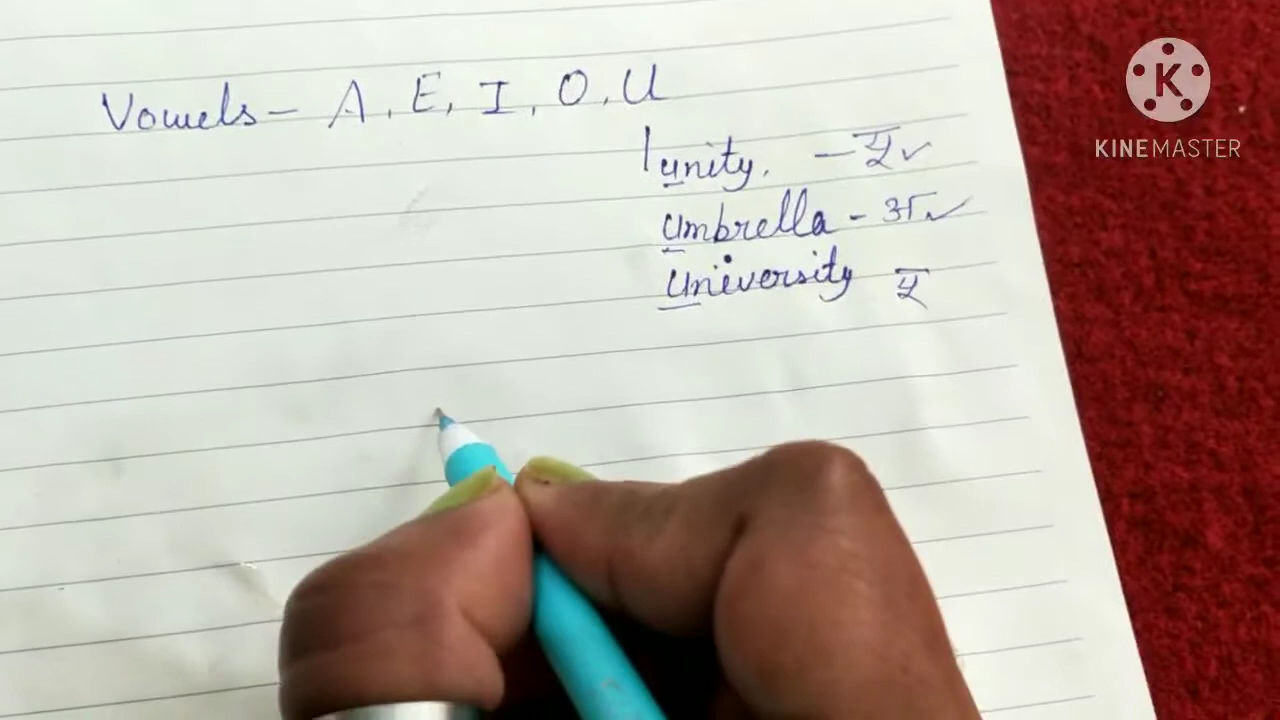 Vowels - A, E, I, O, U
unity. - यू ✓
umbrella - अ ✓
University यू
K
KINEMASTER